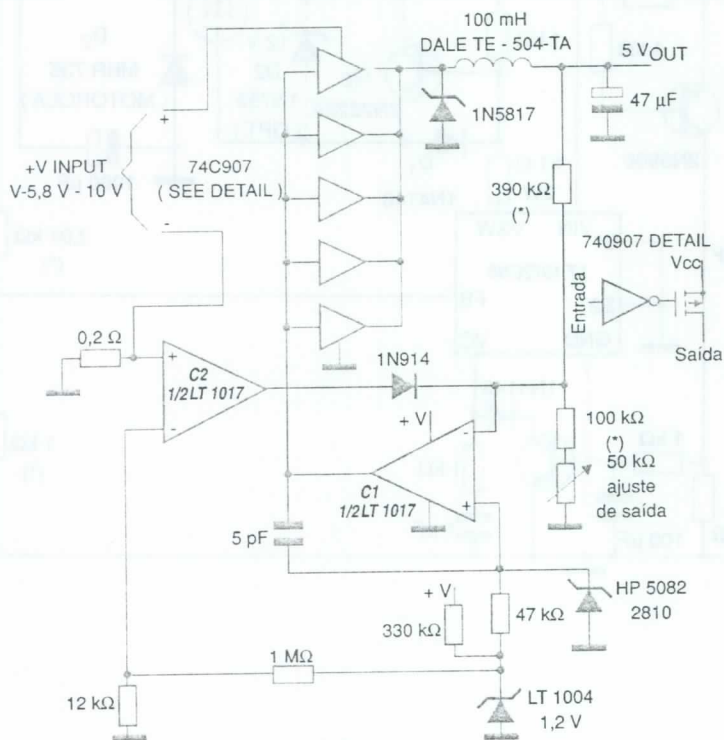 100 mH
DALE TE - 504-TA
5 VOUT
47 µF
1N5817
+
+V INPUT
V-5,8 V - 10 V
-
74C907
( SEE DETAIL )
390 kΩ
(*)
740907 DETAIL
Vcc
Entrada
Saída
0,2 Ω
+
C2
1/2LT 1017
-
1N914
+ V
-
C1
1/2LT 1017
+
100 kΩ
(*)
50 kΩ
ajuste
de saída
5 pF
HP 5082
2810
+ V
330 kΩ
47 kΩ
1 MΩ
12 kΩ
LT 1004
1,2 V